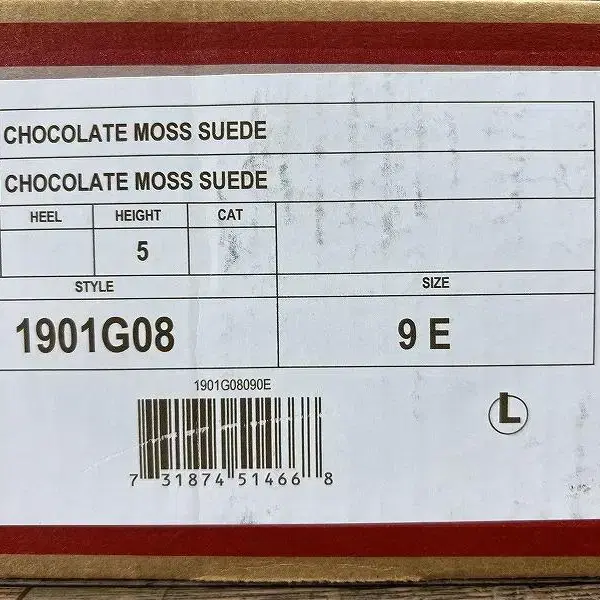 CHOCOLATE MOSS SUEDE
CHOCOLATE MOSS SUEDE
HEEL HEIGHT CAT
5
STYLE SIZE
1901G08 9 E
1901G08090E
L
7 31874 51466 8